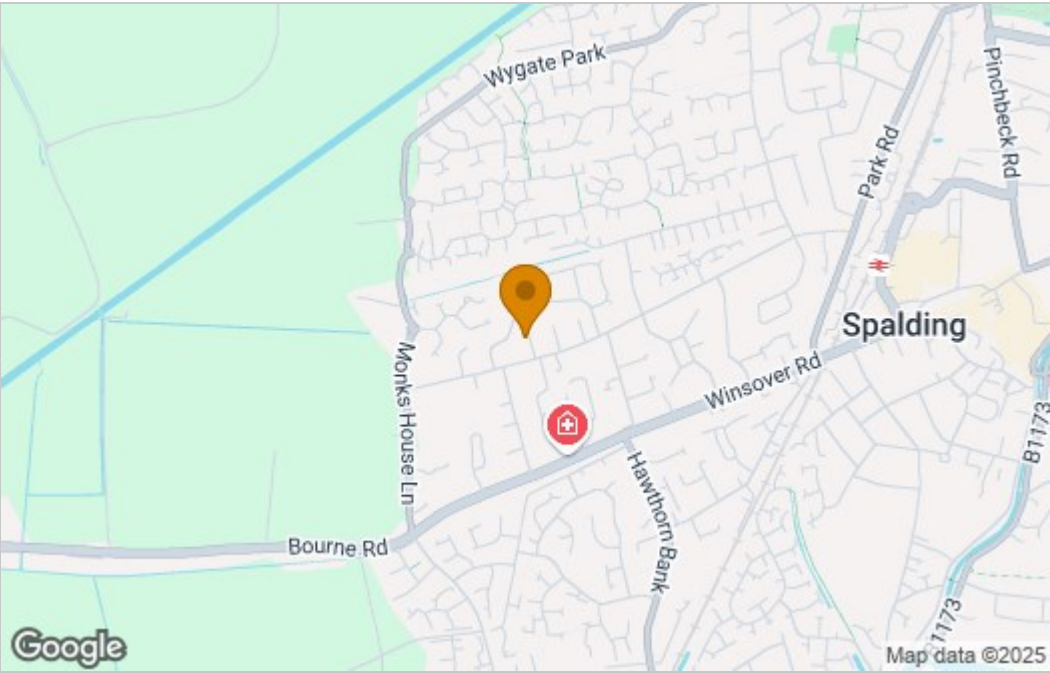 Wygate Park
Pinchbeck Rd
Park Rd
Spalding
Winsover Rd
Monks House Ln
B1173
Hawthorn Bank
Bourne Rd
B1173
Google
Map data ©2025